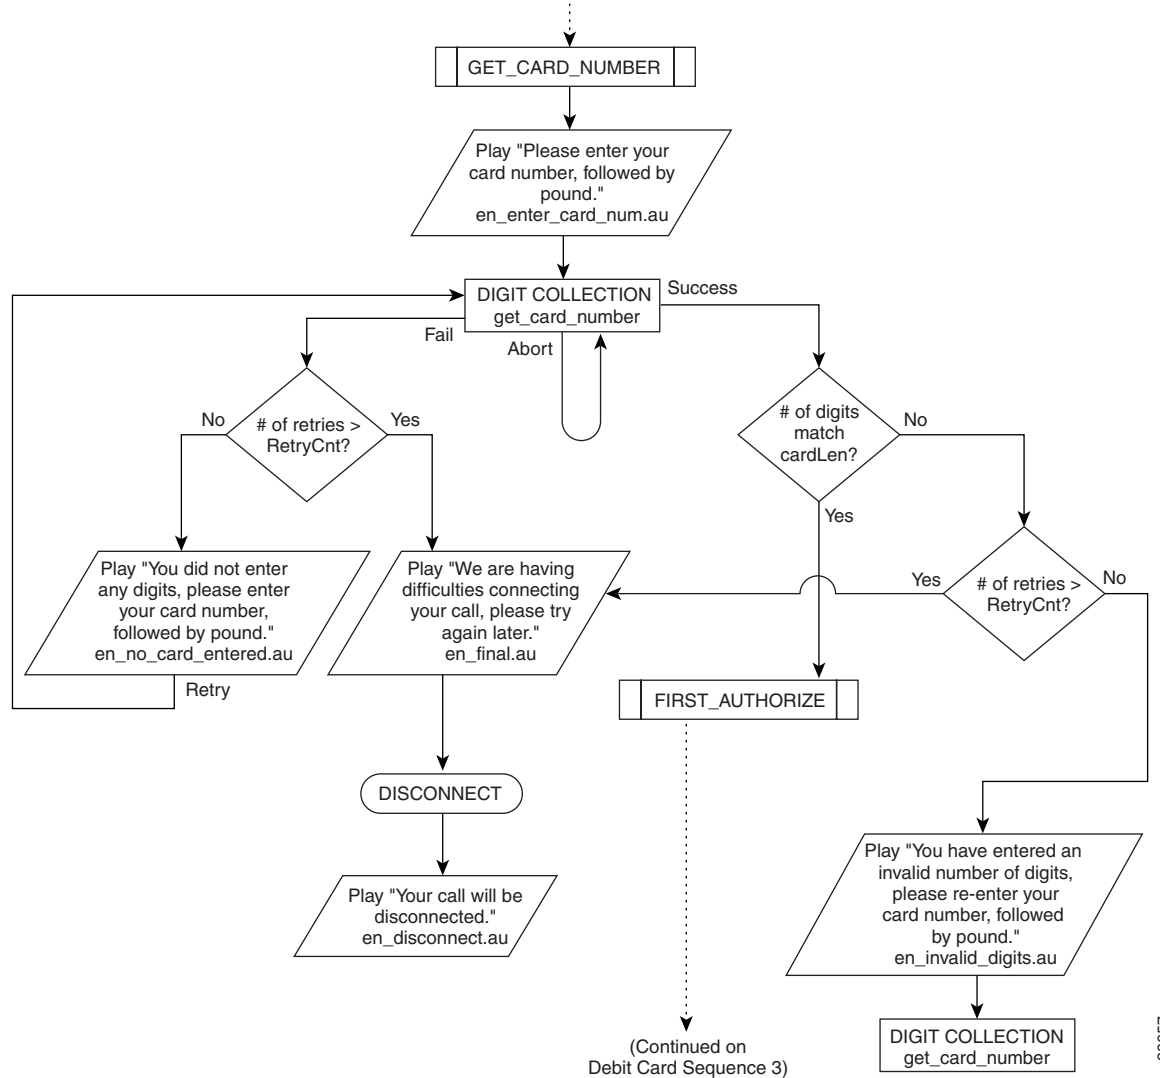 GET_CARD_NUMBER
Play "Please enter your
card number, followed by
pound."
en_enter_card_num.au
DIGIT COLLECTION
get_card_number
Success
Fail
Abort
# of retries >
RetryCnt?
No
Yes
# of digits
match
cardLen?
No
Yes
Play "You did not enter
any digits, please enter
your card number,
followed by pound."
en_no_card_entered.au
Retry
Play "We are having
difficulties connecting
your call, please try
again later."
en_final.au
Yes
# of retries >
RetryCnt?
No
FIRST_AUTHORIZE
DISCONNECT
Play "Your call will be
disconnected."
en_disconnect.au
Play "You have entered an
invalid number of digits,
please re-enter your
card number, followed
by pound."
en_invalid_digits.au
(Continued on
Debit Card Sequence 3)
DIGIT COLLECTION
get_card_number